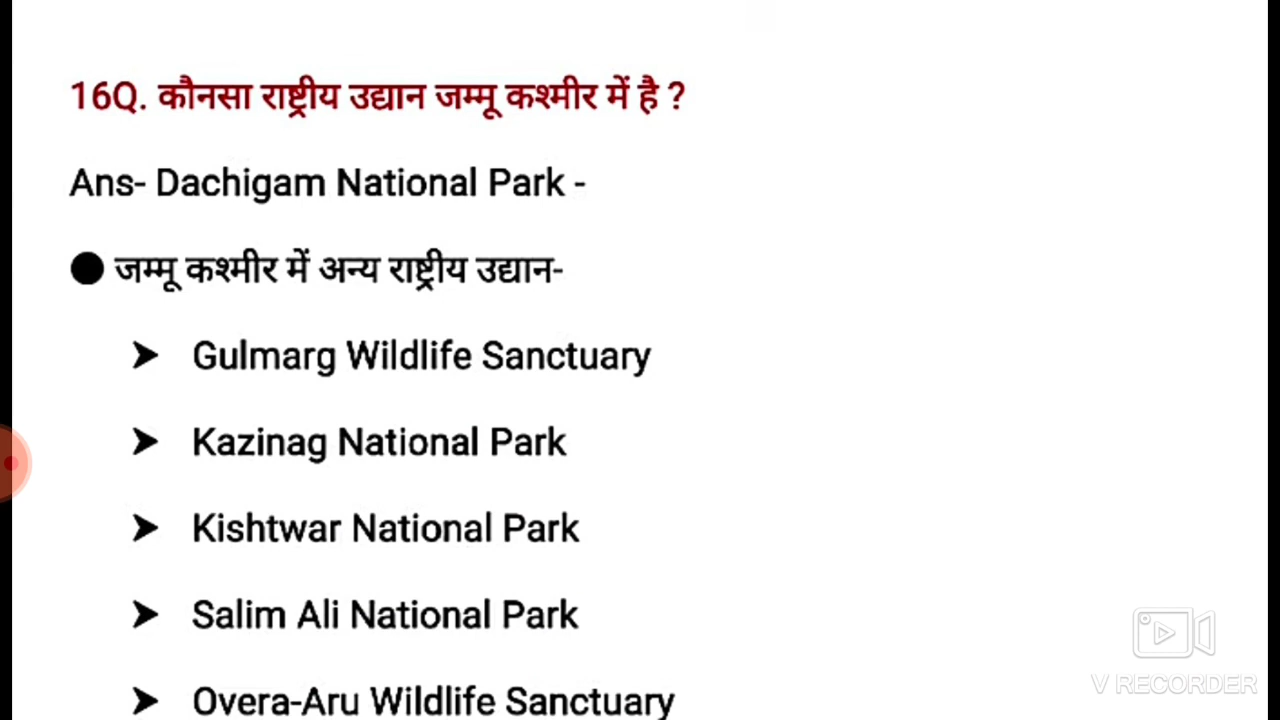 16Q. कौनसा राष्ट्रीय उद्यान जम्मू कश्मीर में है ?
Ans- Dachigam National Park -
● जम्मू कश्मीर में अन्य राष्ट्रीय उद्यान-
➤ Gulmarg Wildlife Sanctuary
➤ Kazinag National Park
➤ Kishtwar National Park
➤ Salim Ali National Park
➤ Overa-Aru Wildlife Sanctuary
V RECORDER